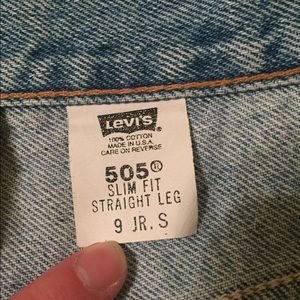 Levi's®
100% COTTON
MADE IN U.S.A.
CARE ON REVERSE
505®
SLIM FIT
STRAIGHT LEG
9 JR. S